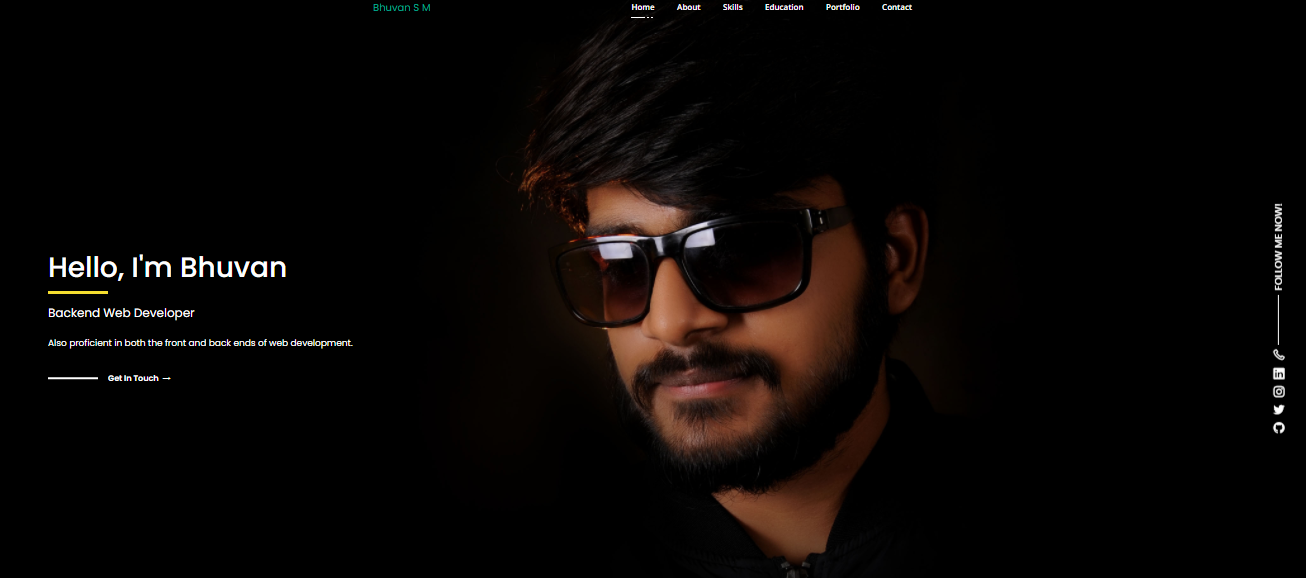 Bhuvan S M
Home About Skills Education Portfolio Contact
Hello, I'm Bhuvan
Backend Web Developer
Also proficient in both the front and back ends of web development.
Get In Touch →
FOLLOW ME NOW!